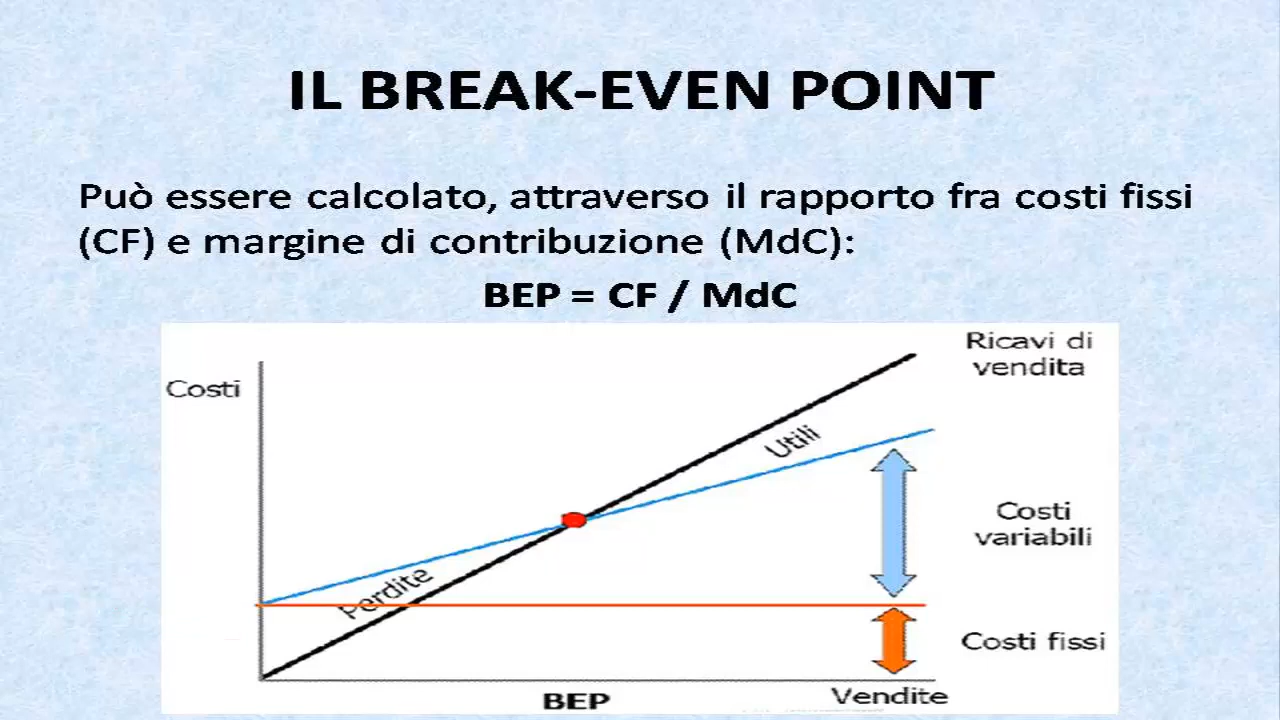 IL BREAK-EVEN POINT
Può essere calcolato, attraverso il rapporto fra costi fissi
(CF) e margine di contribuzione (MdC):
BEP = CF / MdC
Ricavi di
vendita
Costi
Utili
Costi
variabili
Perdite
Costi fissi
BEP
Vendite